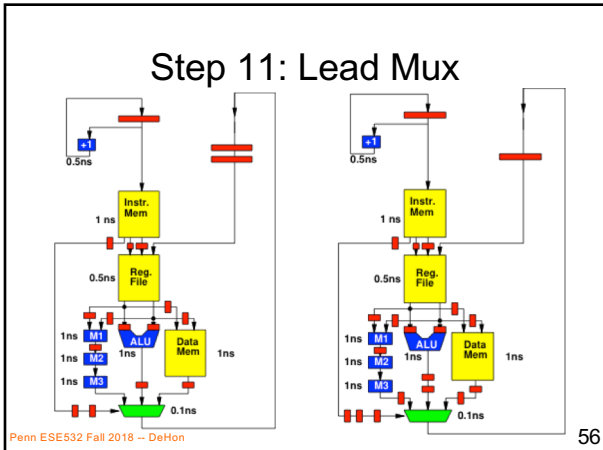 Step 11: Lead Mux
+1
0.5ns
Instr.
Mem
1 ns
Reg.
File
0.5ns
M1
1ns
M2
1ns
M3
1ns
ALU
1ns
Data
Mem
1ns
0.1ns
+1
0.5ns
Instr.
Mem
1 ns
Reg.
File
0.5ns
M1
1ns
M2
1ns
M3
1ns
ALU
1ns
Data
Mem
1ns
0.1ns
Penn ESE532 Fall 2018 -- DeHon
56